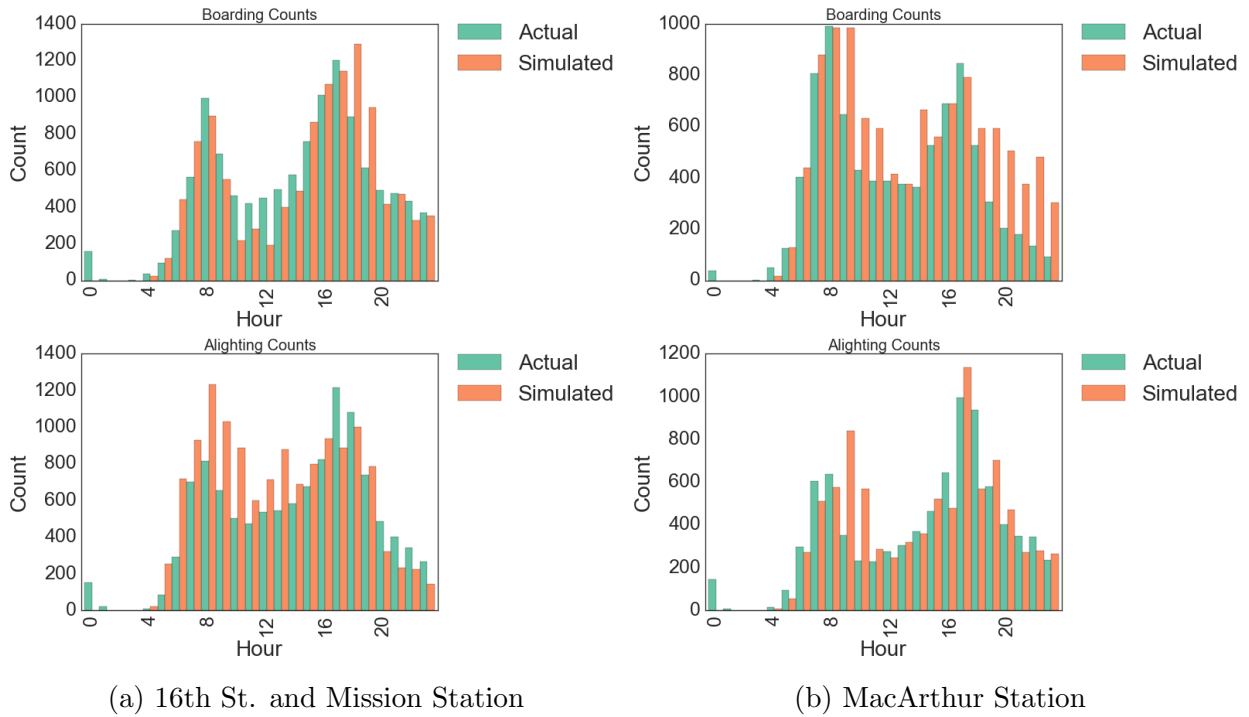 Boarding Counts
1400
1200
1000
800
600
400
200
0
Count
0
4
8
12
16
20
Hour
Actual
Simulated
Boarding Counts
1000
800
600
400
200
0
Count
0
4
8
12
16
20
Hour
Actual
Simulated
Alighting Counts
1400
1200
1000
800
600
400
200
0
Count
0
4
8
12
16
20
Hour
Actual
Simulated
Alighting Counts
1200
1000
800
600
400
200
0
Count
0
4
8
12
16
20
Hour
Actual
Simulated
(a) 16th St. and Mission Station
(b) MacArthur Station